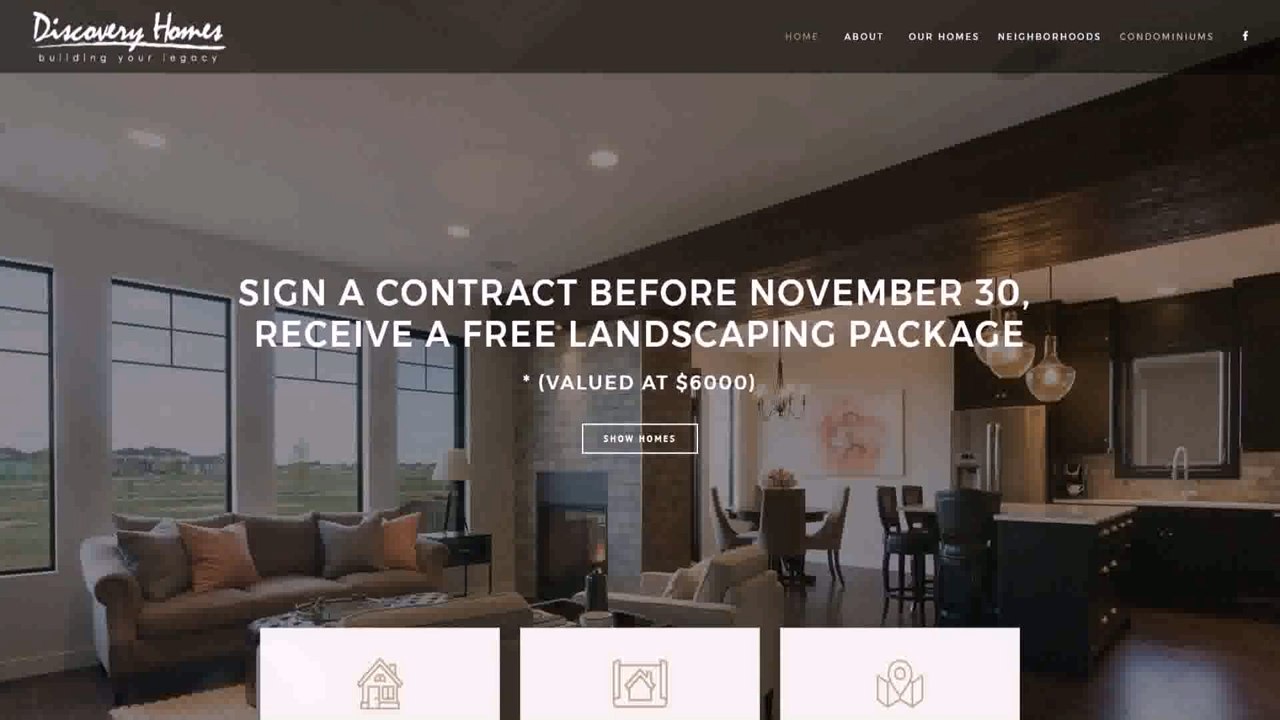 Discovery Homes
building your legacy
HOME ABOUT OUR HOMES NEIGHBORHOODS CONDOMINIUMS f
SIGN A CONTRACT BEFORE NOVEMBER 30,
RECEIVE A FREE LANDSCAPING PACKAGE
* (VALUED AT $6000)
SHOW HOMES